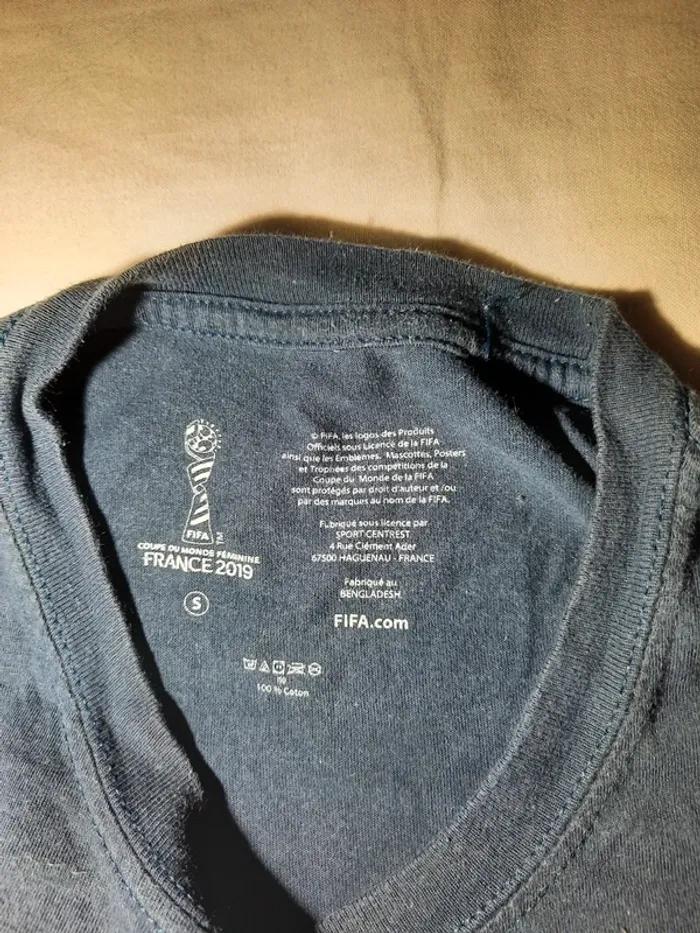 FIFA
TM
COUPE DU MONDE FÉMININE
FRANCE 2019
S
© FIFA, les logos des Produits
Officiels sous Licence de la FIFA
ainsi que les Emblèmes, Mascottes, Posters
et Trophées des compétitions de la
Coupe du Monde de la FIFA
sont protégés par droit d'auteur et /ou
par des marques au nom de la FIFA.
Fabriqué sous licence par
SPORT CENTREST
4 Rue Clément Ader
67500 HAGUENAU - FRANCE
Fabriqué au
BENGLADESH
FIFA.com
100 % Coton